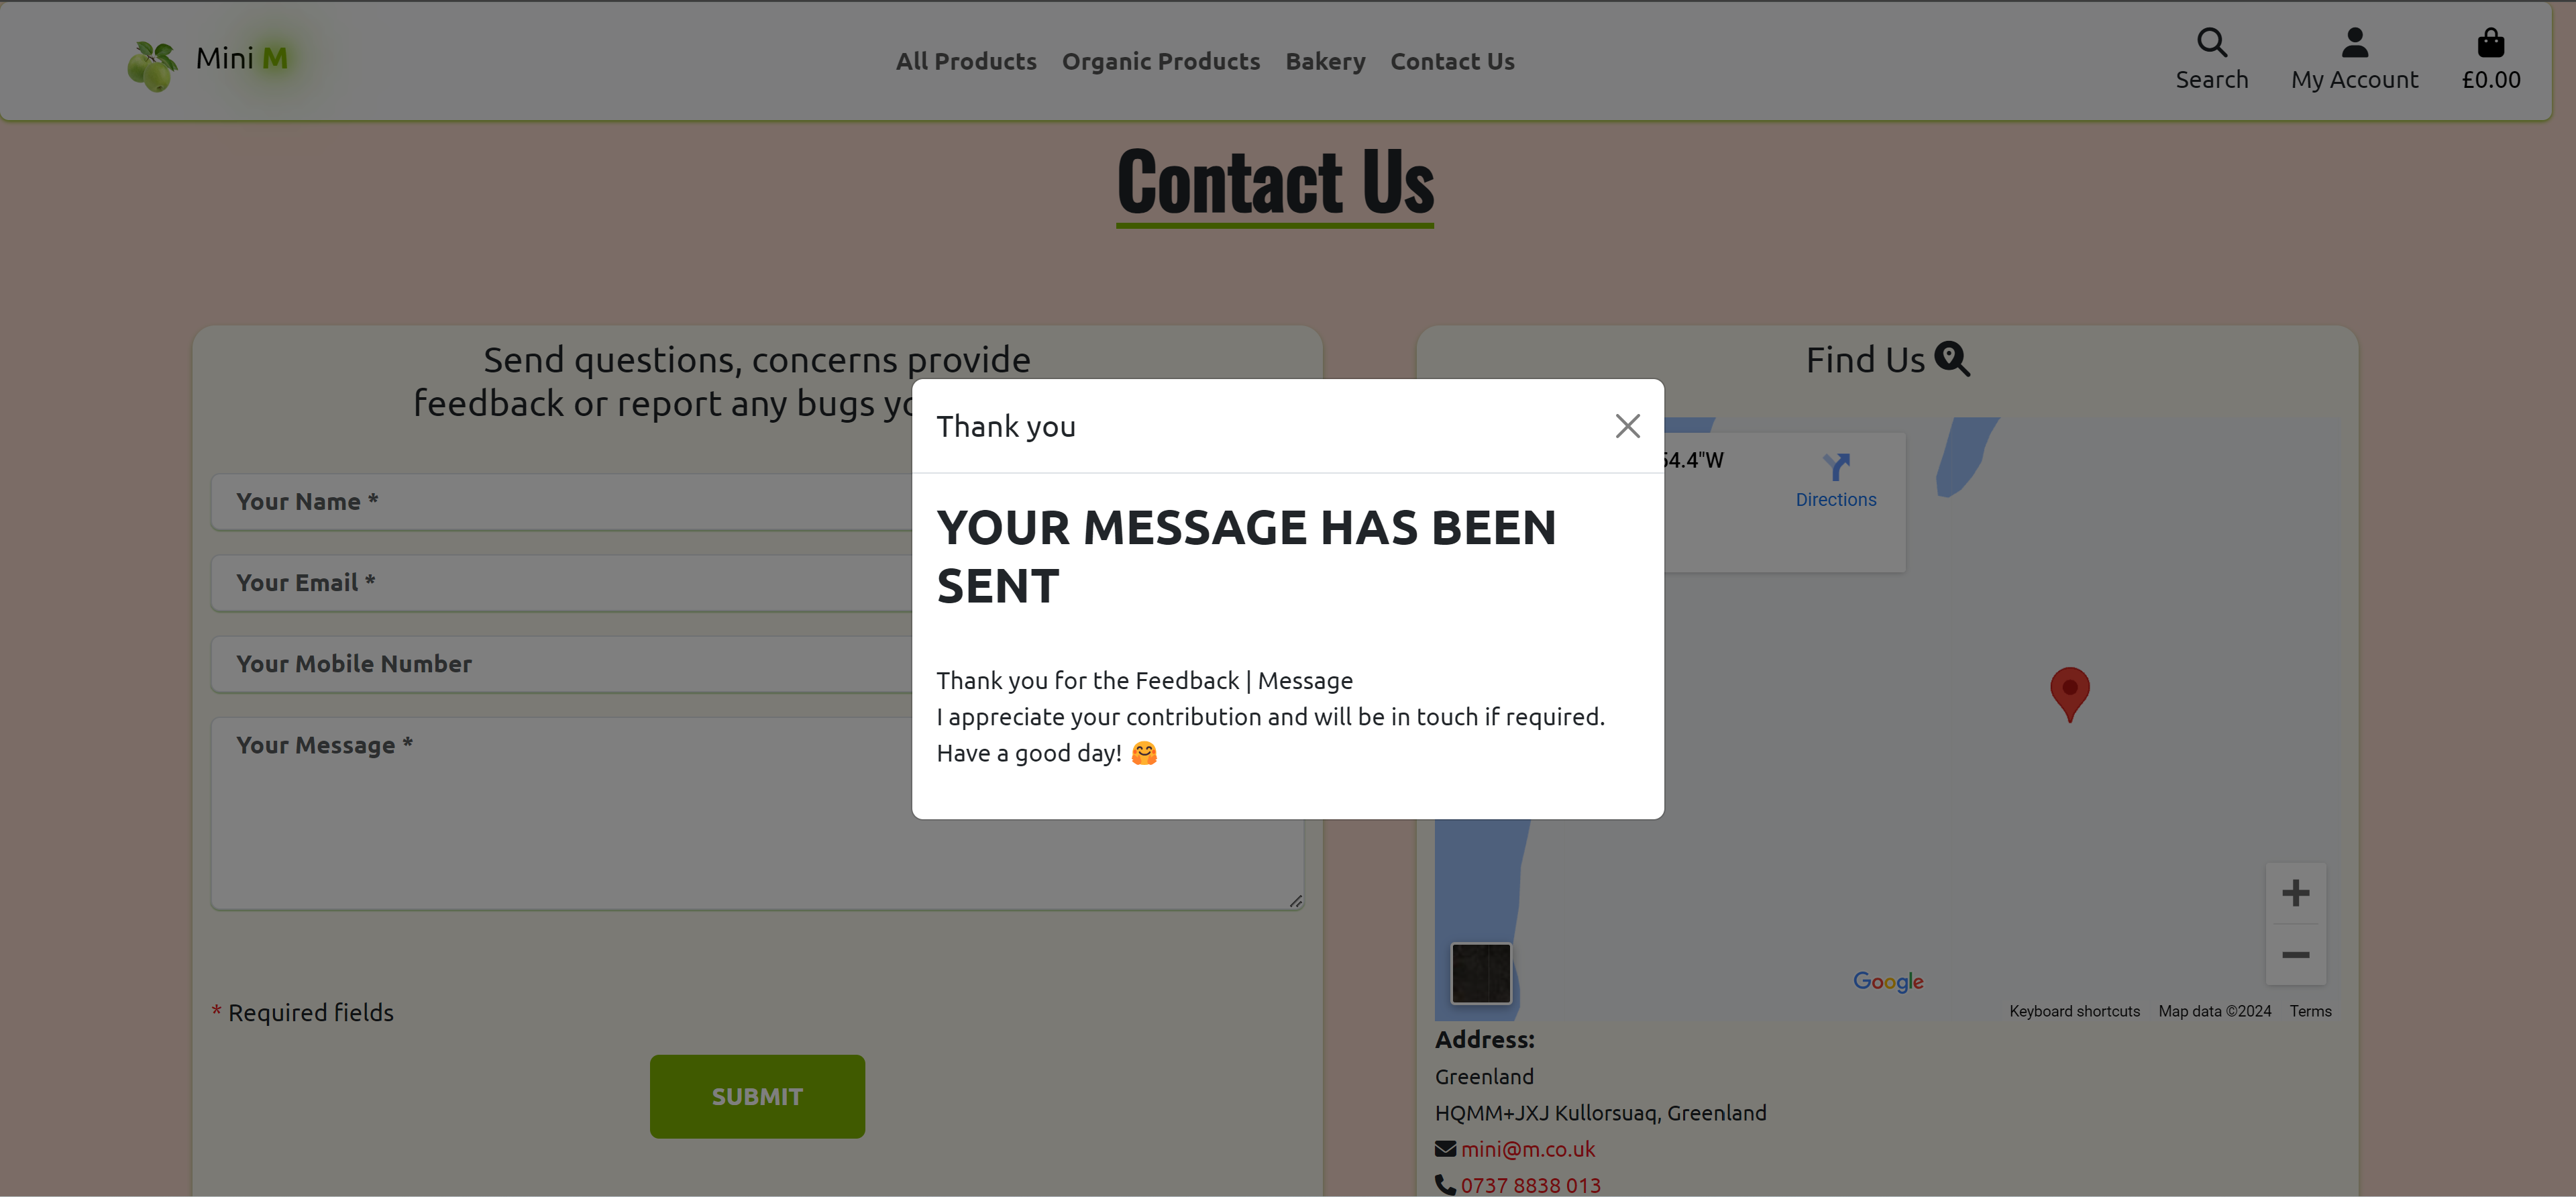 Mini M
All Products Organic Products Bakery Contact Us
Search
My Account
£0.00
Contact Us
Send questions, concerns provide
feedback or report any bugs
Your Name *
Your Email *
Your Mobile Number
Your Message *
* Required fields
SUBMIT
Thank you
YOUR MESSAGE HAS BEEN
SENT
Thank you for the Feedback | Message
I appreciate your contribution and will be in touch if required.
Have a good day! 🤗
Find Us
54.4"W
Directions
Google
Keyboard shortcuts Map data ©2024 Terms
Address:
Greenland
HQMM+JXJ Kullorsuaq, Greenland
mini@m.co.uk
0737 8838 013